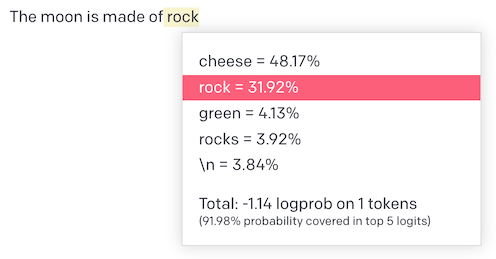 The moon is made of rock
cheese = 48.17%
rock = 31.92%
green = 4.13%
rocks = 3.92%
\n = 3.84%
Total: -1.14 logprob on 1 tokens
(91.98% probability covered in top 5 logits)